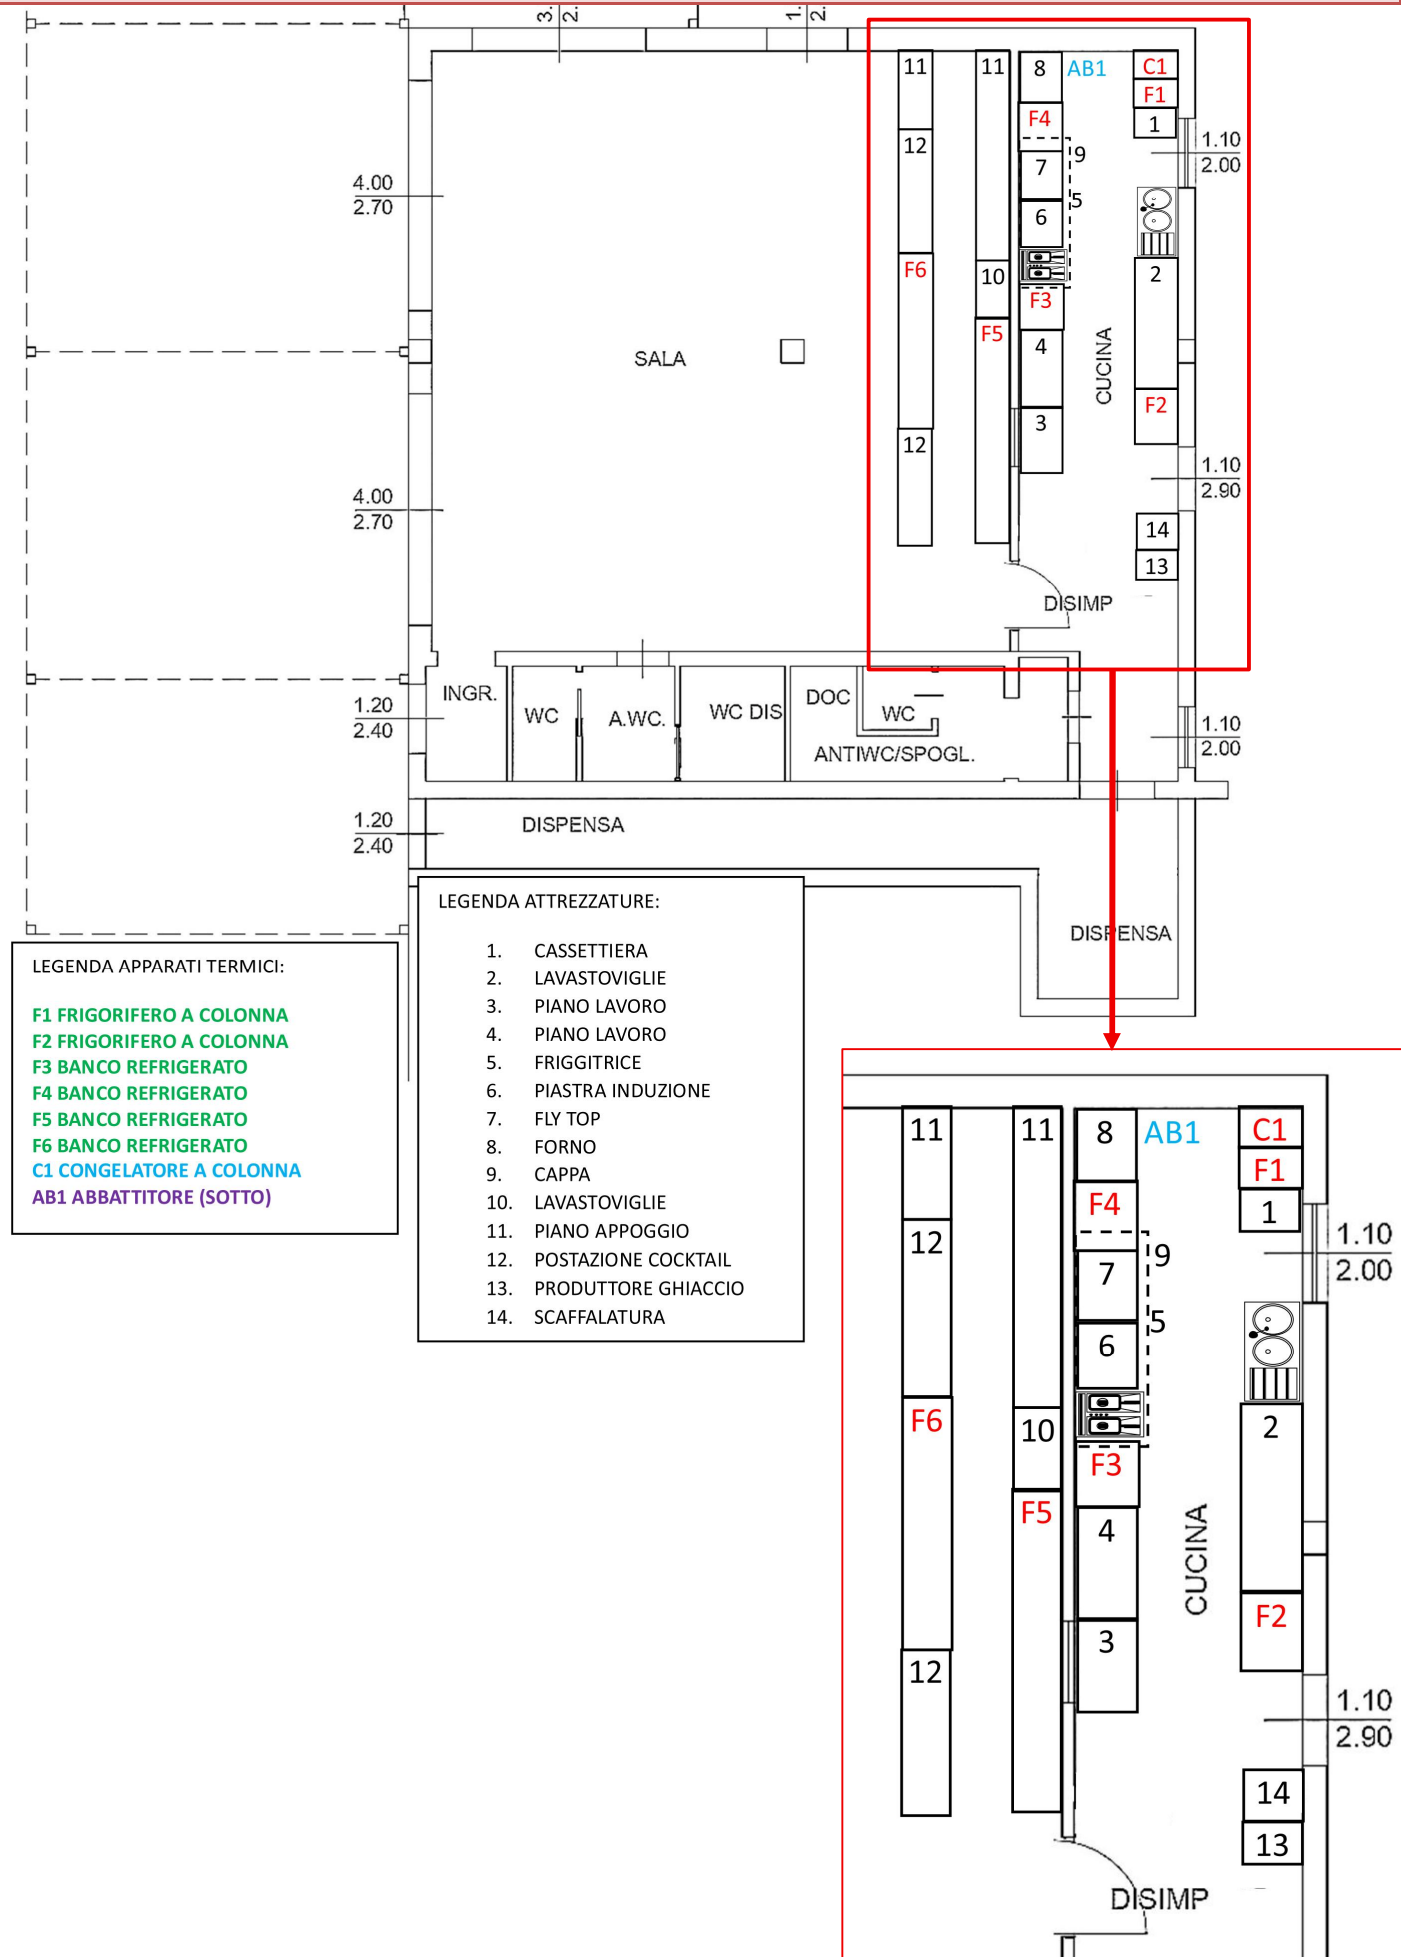 3.
2.
1.
2.
11
11
8
AB1
C1
F1
F4
1
12
9
7
1.10
2.00
4.00
2.70
5
6
F6
10
2
F3
F5
4
SALA
CUCINA
F2
3
12
1.10
2.90
4.00
2.70
14
13
DISIMP
INGR.
WC
A.WC.
WC DIS
DOC
WC
1.20
2.40
1.10
2.00
ANTIWC/SPOGL.
1.20
2.40
DISPENSA
DISPENSA
LEGENDA APPARATI TERMICI:
F1 FRIGORIFERO A COLONNA
F2 FRIGORIFERO A COLONNA
F3 BANCO REFRIGERATO
F4 BANCO REFRIGERATO
F5 BANCO REFRIGERATO
F6 BANCO REFRIGERATO
C1 CONGELATORE A COLONNA
AB1 ABBATTITORE (SOTTO)
LEGENDA ATTREZZATURE:
1. CASSETTIERA
2. LAVASTOVIGLIE
3. PIANO LAVORO
4. PIANO LAVORO
5. FRIGGITRICE
6. PIASTRA INDUZIONE
7. FLY TOP
8. FORNO
9. CAPPA
10. LAVASTOVIGLIE
11. PIANO APPOGGIO
12. POSTAZIONE COCKTAIL
13. PRODUTTORE GHIACCIO
14. SCAFFALATURA
11
11
8
AB1
C1
F1
F4
1
12
9
7
1.10
2.00
5
6
F6
10
2
F3
F5
4
CUCINA
F2
3
12
1.10
2.90
14
13
DISIMP